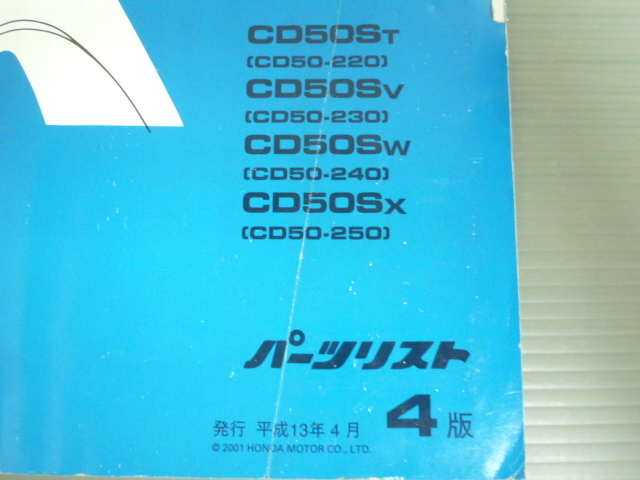 CD50ST
(CD50-220)
CD50SV
(CD50-230)
CD50SW
(CD50-240)
CD50SX
(CD50-250)
パーツリスト
発行 平成13年4月 4版
© 2001 HONDA MOTOR CO., LTD.